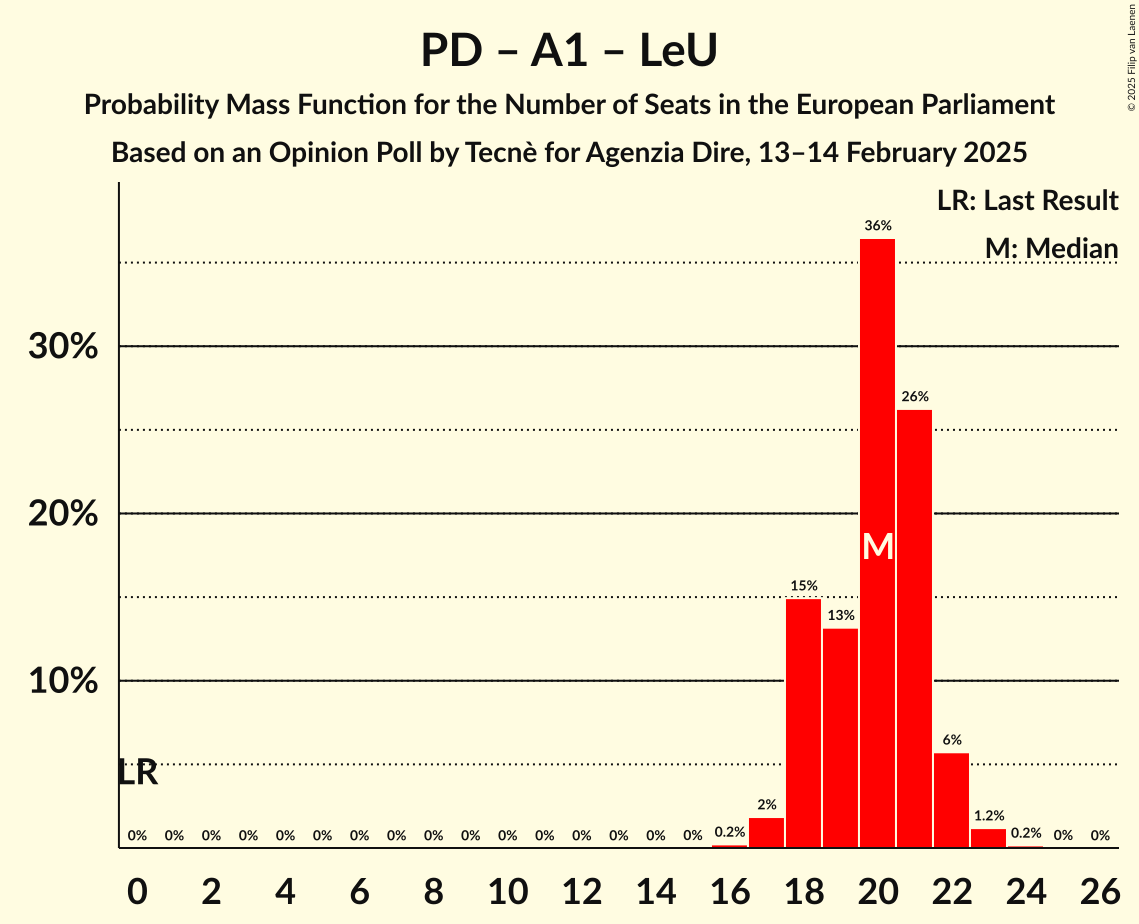 PD – A1 – LeU
Probability Mass Function for the Number of Seats in the European Parliament
Based on an Opinion Poll by Tecnè for Agenzia Dire, 13–14 February 2025
© 2025 Filip van Laenen
LR: Last Result
M: Median
30%
20%
10%
LR
M
0% 0% 0% 0% 0% 0% 0% 0% 0% 0% 0% 0% 0% 0% 0% 0% 0.2% 2% 15% 13% 36% 26% 6% 1.2% 0.2% 0% 0%
0 2 4 6 8 10 12 14 16 18 20 22 24 26